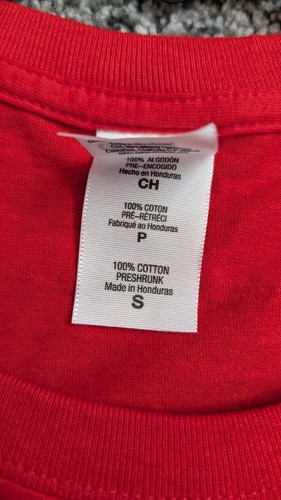 100% ALGODÓN
PRE-ENCOGIDO
Hecho en Honduras
CH
100% COTON
PRÉ-RÉTRÉCI
Fabriqué au Honduras
P
100% COTTON
PRESHRUNK
Made in Honduras
S